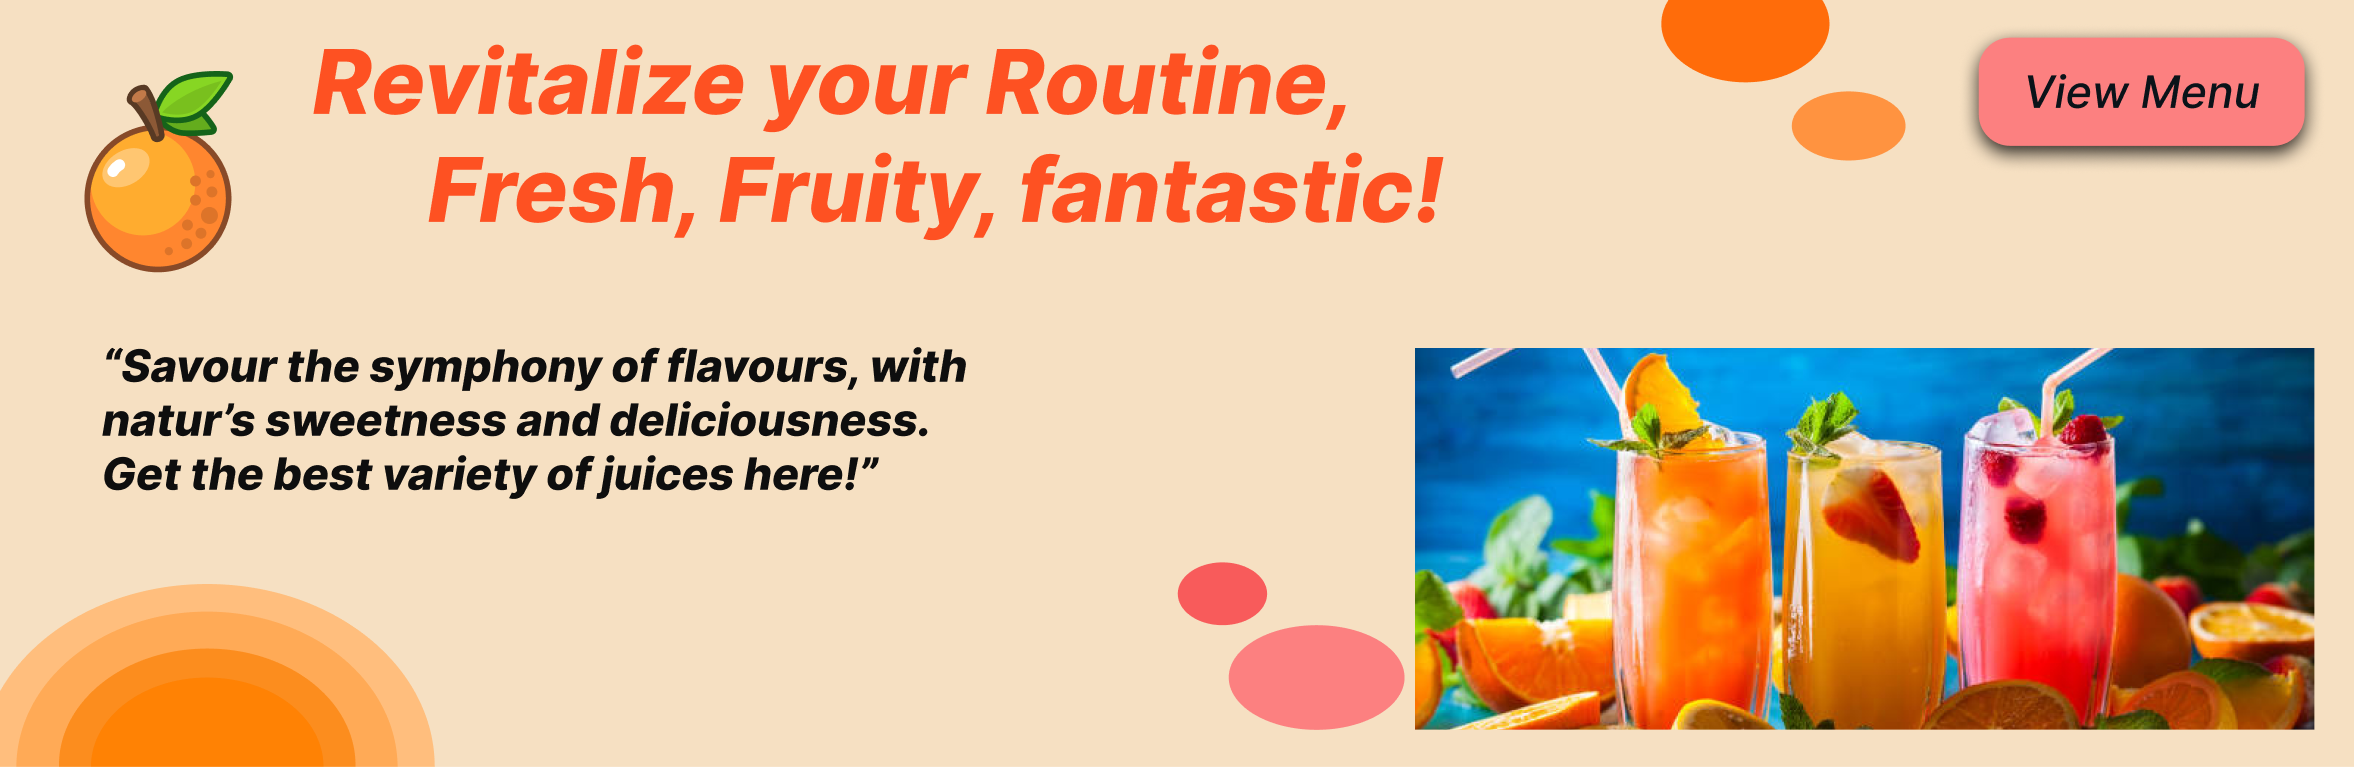 Revitalize your Routine,
Fresh, Fruity, fantastic!
View Menu
“Savour the symphony of flavours, with
natur’s sweetness and deliciousness.
Get the best variety of juices here!”